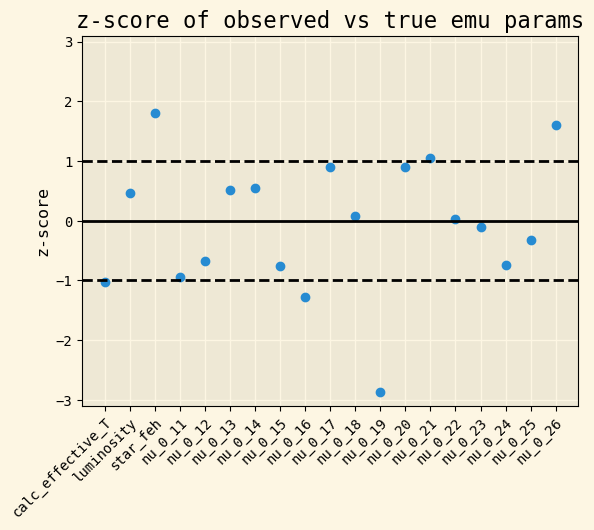 z-score of observed vs true emu params
z-score
3
2
1
0
−1
−2
−3
calc_effective_T
luminosity
star_feh
nu_0_11
nu_0_12
nu_0_13
nu_0_14
nu_0_15
nu_0_16
nu_0_17
nu_0_18
nu_0_19
nu_0_20
nu_0_21
nu_0_22
nu_0_23
nu_0_24
nu_0_25
nu_0_26